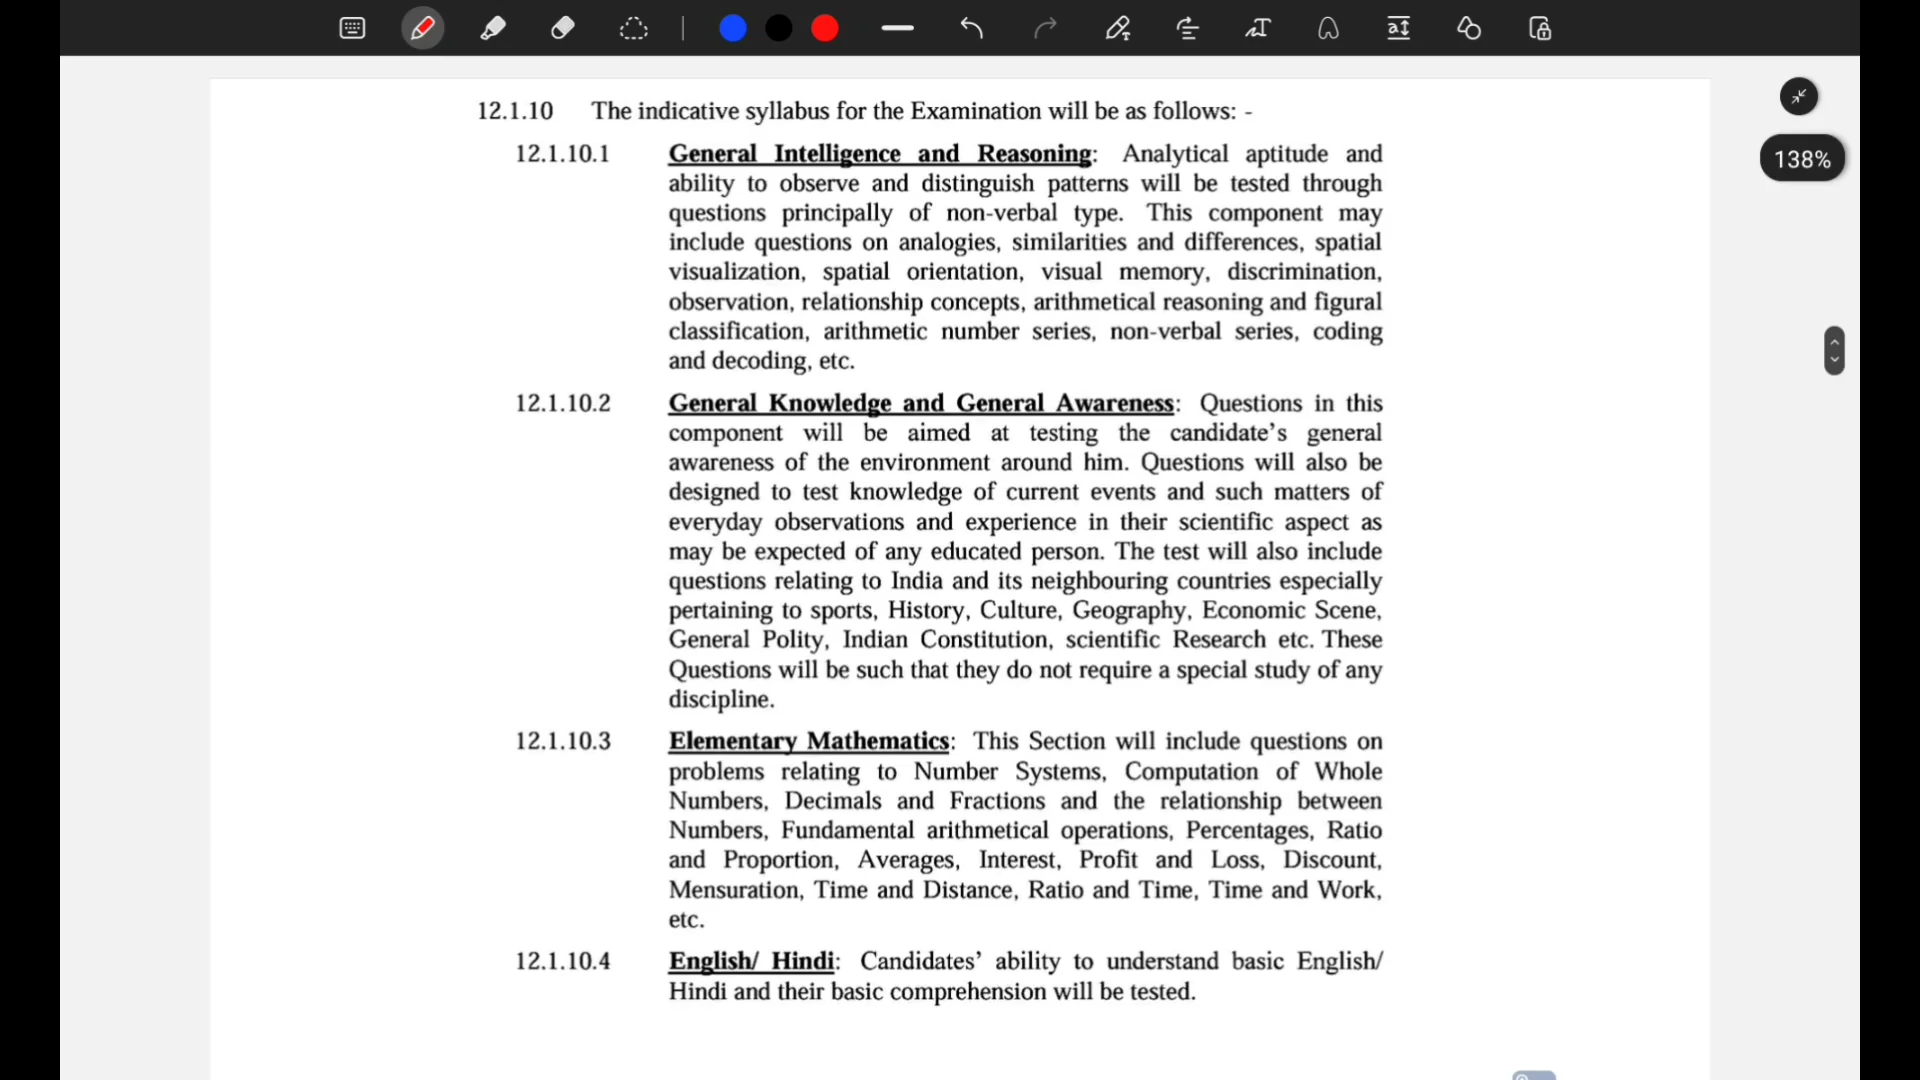 138%
12.1.10 The indicative syllabus for the Examination will be as follows: -
12.1.10.1 General Intelligence and Reasoning: Analytical aptitude and
ability to observe and distinguish patterns will be tested through
questions principally of non-verbal type. This component may
include questions on analogies, similarities and differences, spatial
visualization, spatial orientation, visual memory, discrimination,
observation, relationship concepts, arithmetical reasoning and figural
classification, arithmetic number series, non-verbal series, coding
and decoding, etc.
12.1.10.2 General Knowledge and General Awareness: Questions in this
component will be aimed at testing the candidate's general
awareness of the environment around him. Questions will also be
designed to test knowledge of current events and such matters of
everyday observations and experience in their scientific aspect as
may be expected of any educated person. The test will also include
questions relating to India and its neighbouring countries especially
pertaining to sports, History, Culture, Geography, Economic Scene,
General Polity, Indian Constitution, scientific Research etc. These
Questions will be such that they do not require a special study of any
discipline.
12.1.10.3 Elementary Mathematics: This Section will include questions on
problems relating to Number Systems, Computation of Whole
Numbers, Decimals and Fractions and the relationship between
Numbers, Fundamental arithmetical operations, Percentages, Ratio
and Proportion, Averages, Interest, Profit and Loss, Discount,
Mensuration, Time and Distance, Ratio and Time, Time and Work,
etc.
12.1.10.4 English/ Hindi: Candidates' ability to understand basic English/
Hindi and their basic comprehension will be tested.